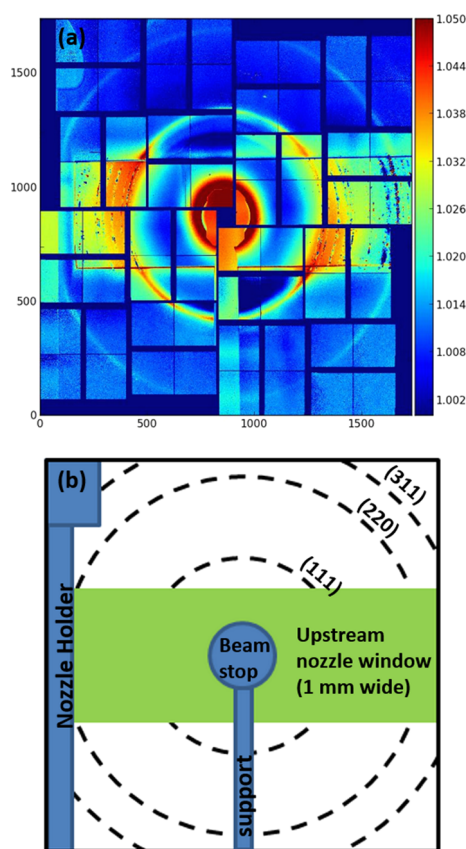 (a)
1500
1000
500
0
0
500
1000
1500
1.050
1.044
1.038
1.032
1.026
1.020
1.014
1.008
1.002
(b)
(311)
(220)
(111)
Nozzle Holder
Beam
stop
Upstream
nozzle window
(1 mm wide)
support